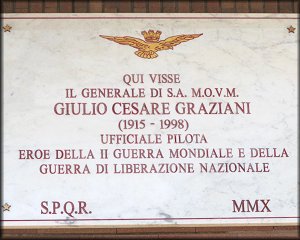 QUI VISSE
IL GENERALE DI S.A. M.O.V.M.
GIULIO CESARE GRAZIANI
(1915 - 1998)
UFFICIALE PILOTA
EROE DELLA II GUERRA MONDIALE E DELLA
GUERRA DI LIBERAZIONE NAZIONALE
S.P.Q.R. MMX